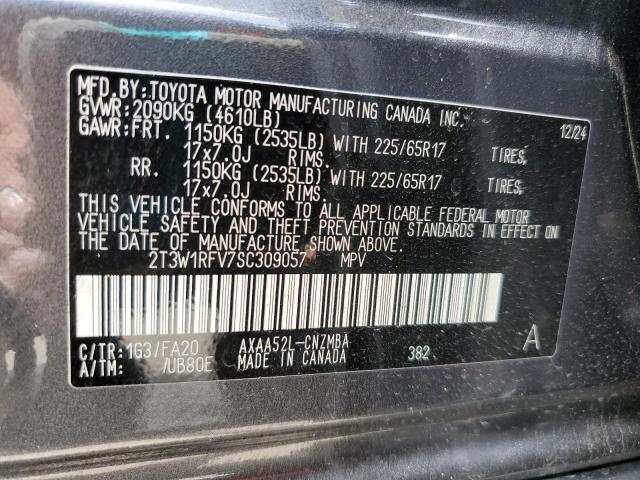 MFD.BY:TOYOTA MOTOR MANUFACTURING CANADA INC.
GVWR:2090KG (4610LB) 12/24
GAWR:FRT. 1150KG (2535LB) WITH 225/65R17 TIRES,
17x7.0J RIMS.
RR. 1150KG (2535LB) WITH 225/65R17 TIRES,
17x7.0J RIMS.
THIS VEHICLE CONFORMS TO ALL APPLICABLE FEDERAL MOTOR
VEHICLE SAFETY AND THEFT PREVENTION STANDARDS IN EFFECT ON
THE DATE OF MANUFACTURE SHOWN ABOVE.
2T3W1RFV7SC309057 MPV
C/TR:1G3/FA20 AXAA52L-CNZMBA A
A/TM: /UB80E MADE IN CANADA 382